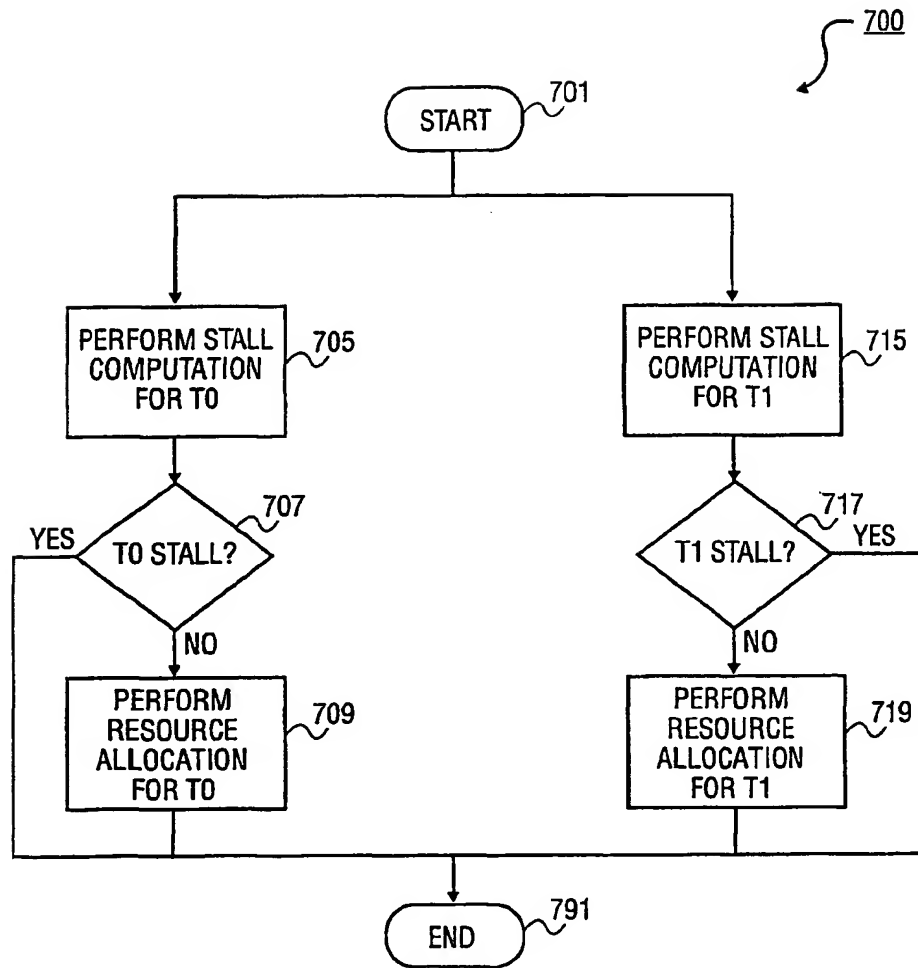 700
701
START
PERFORM STALL
COMPUTATION
FOR T0
705
PERFORM STALL
COMPUTATION
FOR T1
715
707
YES
T0 STALL?
NO
717
T1 STALL?
YES
NO
PERFORM
RESOURCE
ALLOCATION
FOR T0
709
PERFORM
RESOURCE
ALLOCATION
FOR T1
719
END
791